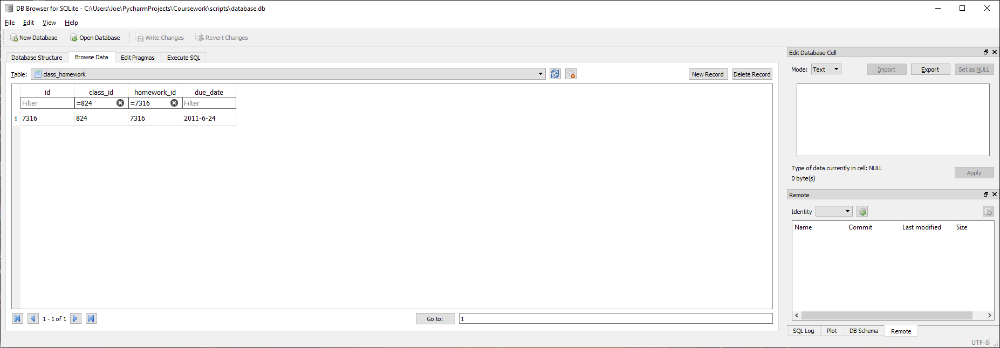 DB Browser for SQLite - C:\Users\Joe\PycharmProjects\Coursework\scripts\database.db
File Edit View Help
New Database Open Database Write Changes Revert Changes
Database Structure Browse Data Edit Pragmas Execute SQL
Table: class_homework New Record Delete Record
id class_id homework_id due_date
Filter =824 =7316 Filter
1 7316 824 7316 2011-6-24
1 - 1 of 1 Go to: 1
Edit Database Cell
Mode: Text Import Export Set as NULL
Type of data currently in cell: NULL
0 byte(s)
Apply
Remote
Identity
Name Commit Last modified Size
SQL Log Plot DB Schema Remote
UTF-8